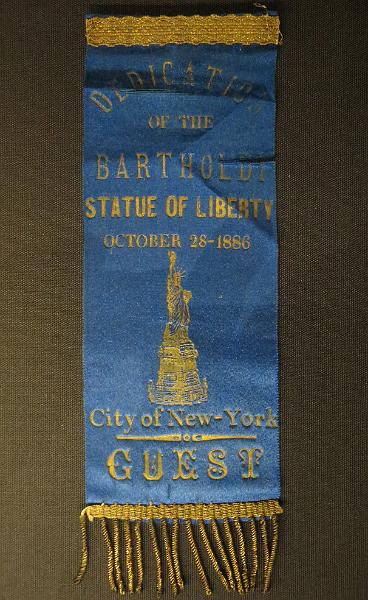 DEDICATION
OF THE
BARTHOLDI
STATUE OF LIBERTY
OCTOBER 28-1886
City of New-York
GUEST